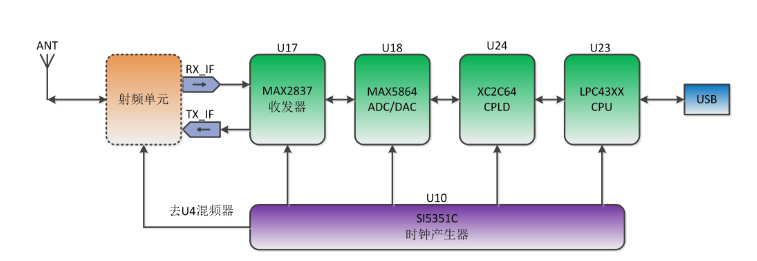 ANT
射频单元
RX_IF
TX_IF
U17
MAX2837
收发器
U18
MAX5864
ADC/DAC
U24
XC2C64
CPLD
U23
LPC43XX
CPU
USB
去U4混频器
U10
SI5351C
时钟产生器